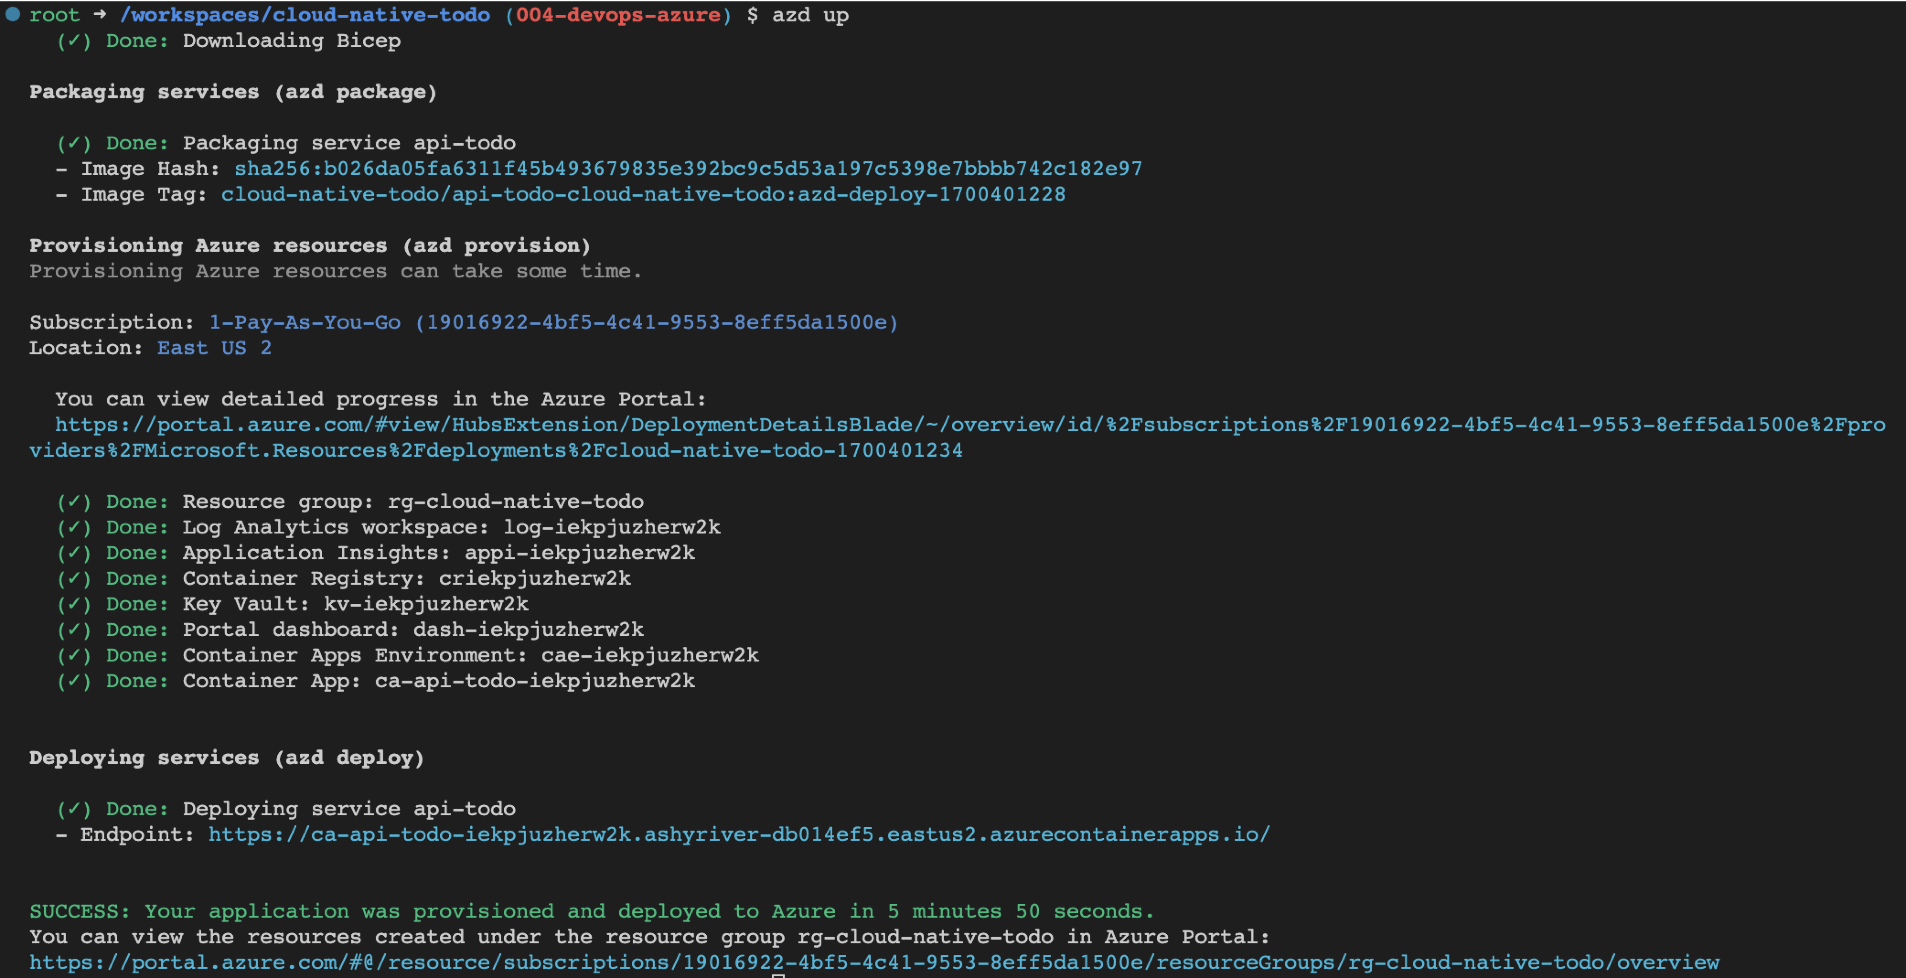 root ➜ /workspaces/cloud-native-todo (004-devops-azure) $ azd up
(✓) Done: Downloading Bicep
Packaging services (azd package)
(✓) Done: Packaging service api-todo
- Image Hash: sha256:b026da05fa6311f45b493679835e392bc9c5d53a197c5398e7bbbb742c182e97
- Image Tag: cloud-native-todo/api-todo-cloud-native-todo:azd-deploy-1700401228
Provisioning Azure resources (azd provision)
Provisioning Azure resources can take some time.
Subscription: 1-Pay-As-You-Go (19016922-4bf5-4c41-9553-8eff5da1500e)
Location: East US 2
You can view detailed progress in the Azure Portal:
https://portal.azure.com/#view/HubsExtension/DeploymentDetailsBlade/~/overview/id/%2Fsubscriptions%2F19016922-4bf5-4c41-9553-8eff5da1500e%2Fpro
viders%2FMicrosoft.Resources%2Fdeployments%2Fcloud-native-todo-1700401234
(✓) Done: Resource group: rg-cloud-native-todo
(✓) Done: Log Analytics workspace: log-iekpjuzherw2k
(✓) Done: Application Insights: appi-iekpjuzherw2k
(✓) Done: Container Registry: criekpjuzherw2k
(✓) Done: Key Vault: kv-iekpjuzherw2k
(✓) Done: Portal dashboard: dash-iekpjuzherw2k
(✓) Done: Container Apps Environment: cae-iekpjuzherw2k
(✓) Done: Container App: ca-api-todo-iekpjuzherw2k
Deploying services (azd deploy)
(✓) Done: Deploying service api-todo
- Endpoint: https://ca-api-todo-iekpjuzherw2k.ashyriver-db014ef5.eastus2.azurecontainerapps.io/
SUCCESS: Your application was provisioned and deployed to Azure in 5 minutes 50 seconds.
You can view the resources created under the resource group rg-cloud-native-todo in Azure Portal:
https://portal.azure.com/#@/resource/subscriptions/19016922-4bf5-4c41-9553-8eff5da1500e/resourceGroups/rg-cloud-native-todo/overview